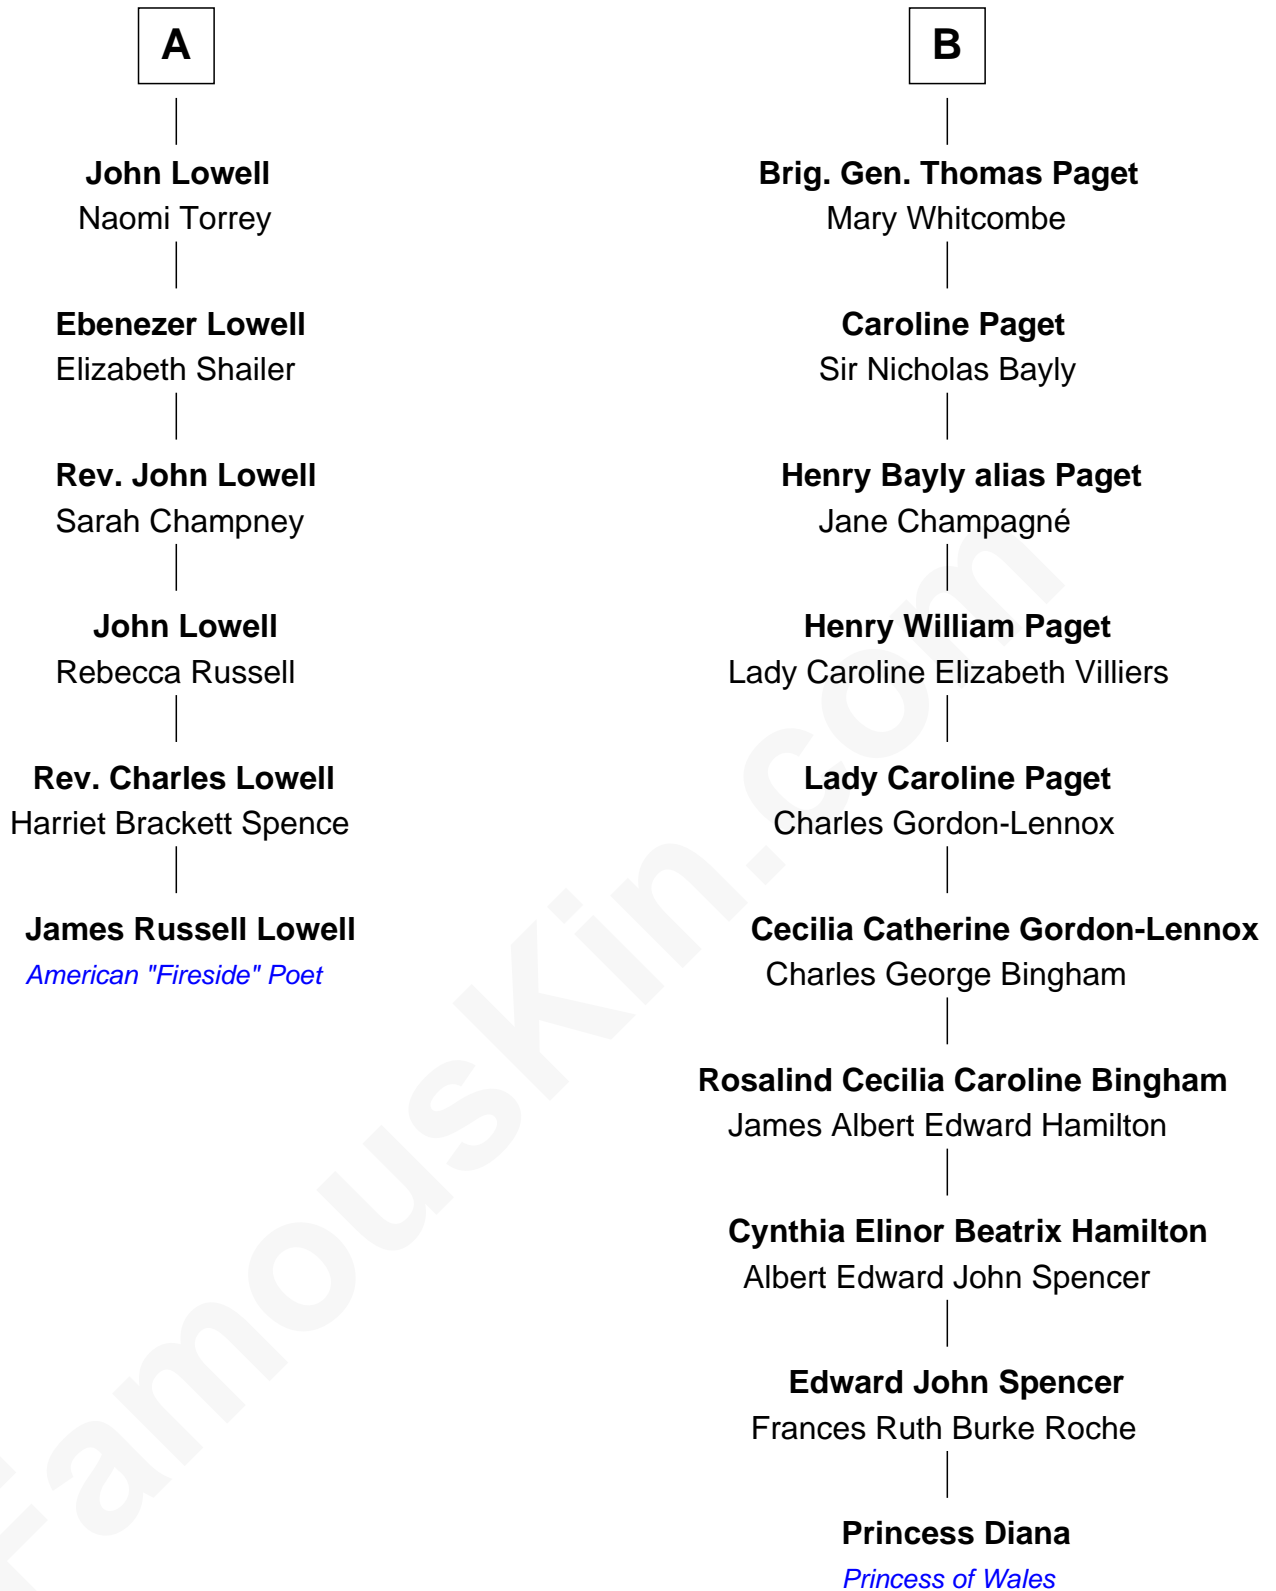 A
John Lowell
Naomi Torrey
Ebenezer Lowell
Elizabeth Shailer
Rev. John Lowell
Sarah Champney
John Lowell
Rebecca Russell
Rev. Charles Lowell
Harriet Brackett Spence
James Russell Lowell
American "Fireside" Poet
B
Brig. Gen. Thomas Paget
Mary Whitcombe
Caroline Paget
Sir Nicholas Bayly
Henry Bayly alias Paget
Jane Champagné
Henry William Paget
Lady Caroline Elizabeth Villiers
Lady Caroline Paget
Charles Gordon-Lennox
Cecilia Catherine Gordon-Lennox
Charles George Bingham
Rosalind Cecilia Caroline Bingham
James Albert Edward Hamilton
Cynthia Elinor Beatrix Hamilton
Albert Edward John Spencer
Edward John Spencer
Frances Ruth Burke Roche
Princess Diana
Princess of Wales
FamousKin.com